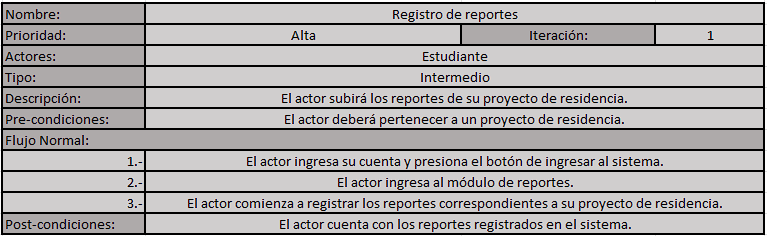 Nombre: Registro de reportes
Prioridad: Alta Iteración: 1
Actores: Estudiante
Tipo: Intermedio
Descripción: El actor subirá los reportes de su proyecto de residencia.
Pre-condiciones: El actor deberá pertenecer a un proyecto de residencia.
Flujo Normal:
1.- El actor ingresa su cuenta y presiona el botón de ingresar al sistema.
2.- El actor ingresa al módulo de reportes.
3.- El actor comienza a registrar los reportes correspondientes a su proyecto de residencia.
Post-condiciones: El actor cuenta con los reportes registrados en el sistema.